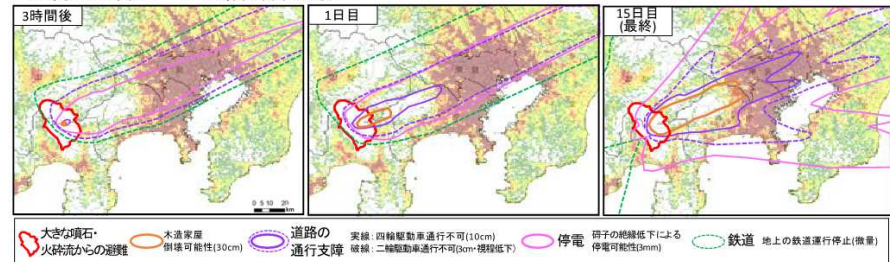 3時間後
1日目
15日目
(最終)
0 5 10 20
km
大きな噴石・
火砕流からの避難
木造家屋
倒壊可能性(30cm)
道路の
通行支障
実線:四輪駆動車通行不可(10cm)
破線:二輪駆動車通行不可(3cm・視程低下)
停電
碍子の絶縁低下による
停電可能性(3mm)
鉄道
地上の鉄道運行停止(微量)